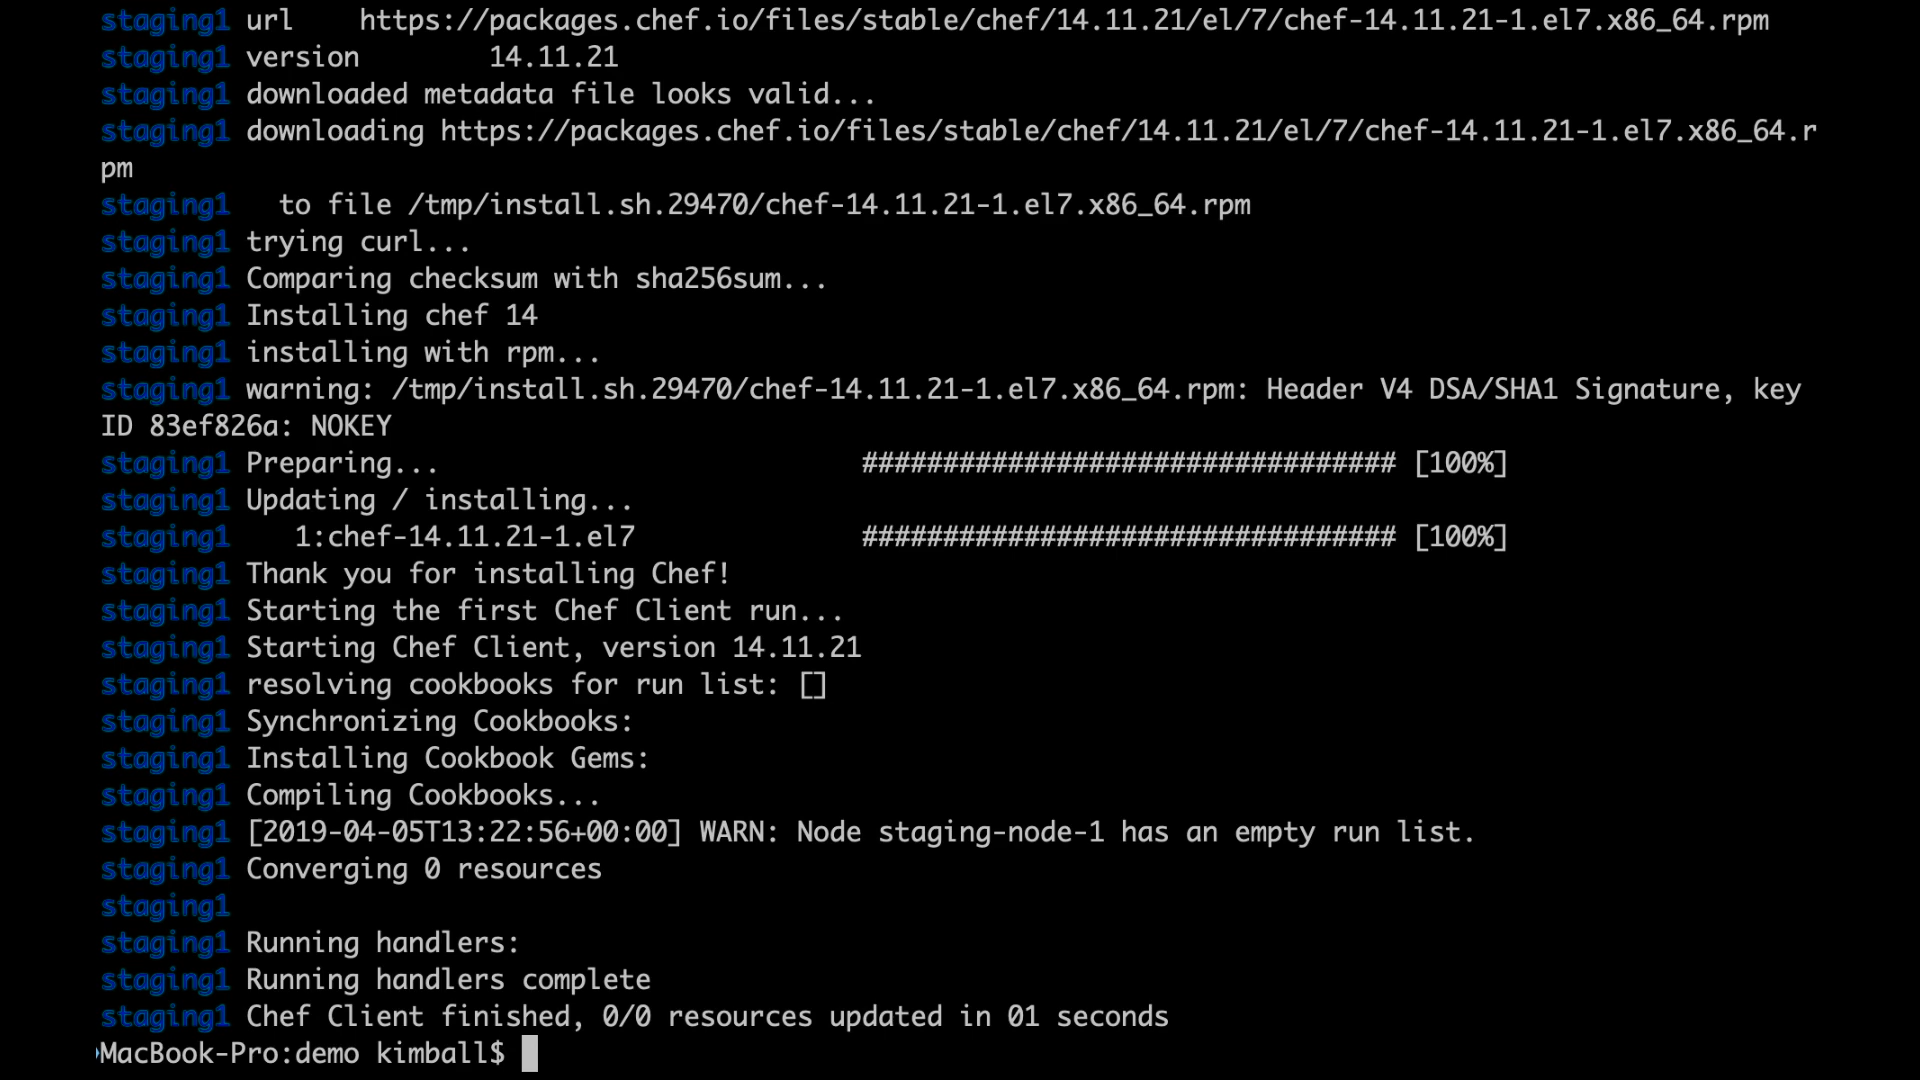 staging1 url    https://packages.chef.io/files/stable/chef/14.11.21/el/7/chef-14.11.21-1.el7.x86_64.rpm
staging1 version        14.11.21
staging1 downloaded metadata file looks valid...
staging1 downloading https://packages.chef.io/files/stable/chef/14.11.21/el/7/chef-14.11.21-1.el7.x86_64.r
pm
staging1   to file /tmp/install.sh.29470/chef-14.11.21-1.el7.x86_64.rpm
staging1 trying curl...
staging1 Comparing checksum with sha256sum...
staging1 Installing chef 14
staging1 installing with rpm...
staging1 warning: /tmp/install.sh.29470/chef-14.11.21-1.el7.x86_64.rpm: Header V4 DSA/SHA1 Signature, key
ID 83ef826a: NOKEY
staging1 Preparing...                          ################################# [100%]
staging1 Updating / installing...
staging1    1:chef-14.11.21-1.el7              ################################# [100%]
staging1 Thank you for installing Chef!
staging1 Starting the first Chef Client run...
staging1 Starting Chef Client, version 14.11.21
staging1 resolving cookbooks for run list: []
staging1 Synchronizing Cookbooks:
staging1 Installing Cookbook Gems:
staging1 Compiling Cookbooks...
staging1 [2019-04-05T13:22:56+00:00] WARN: Node staging-node-1 has an empty run list.
staging1 Converging 0 resources
staging1
staging1 Running handlers:
staging1 Running handlers complete
staging1 Chef Client finished, 0/0 resources updated in 01 seconds
MacBook-Pro:demo kimball$